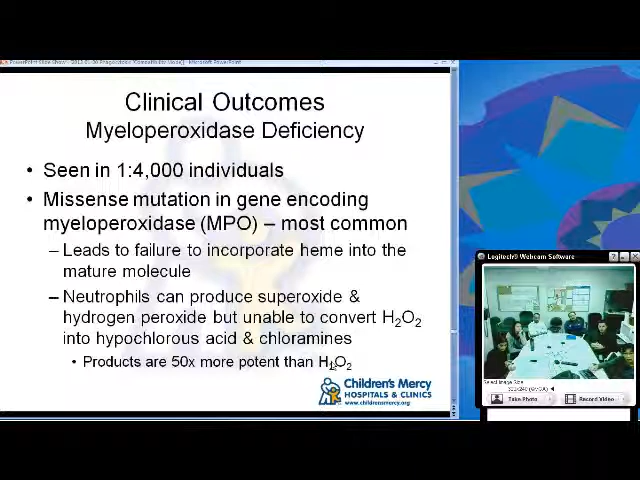 Clinical Outcomes
Myeloperoxidase Deficiency
• Seen in 1:4,000 individuals
• Missense mutation in gene encoding
myeloperoxidase (MPO) – most common
– Leads to failure to incorporate heme into the
mature molecule
– Neutrophils can produce superoxide &
hydrogen peroxide but unable to convert H2O2
into hypochlorous acid & chloramines
• Products are 50x more potent than H2O2
Children's Mercy
HOSPITALS & CLINICS
www.childrensmercy.org
Logitech® Webcam Software
Select Image Size
Take Photo
Record Video